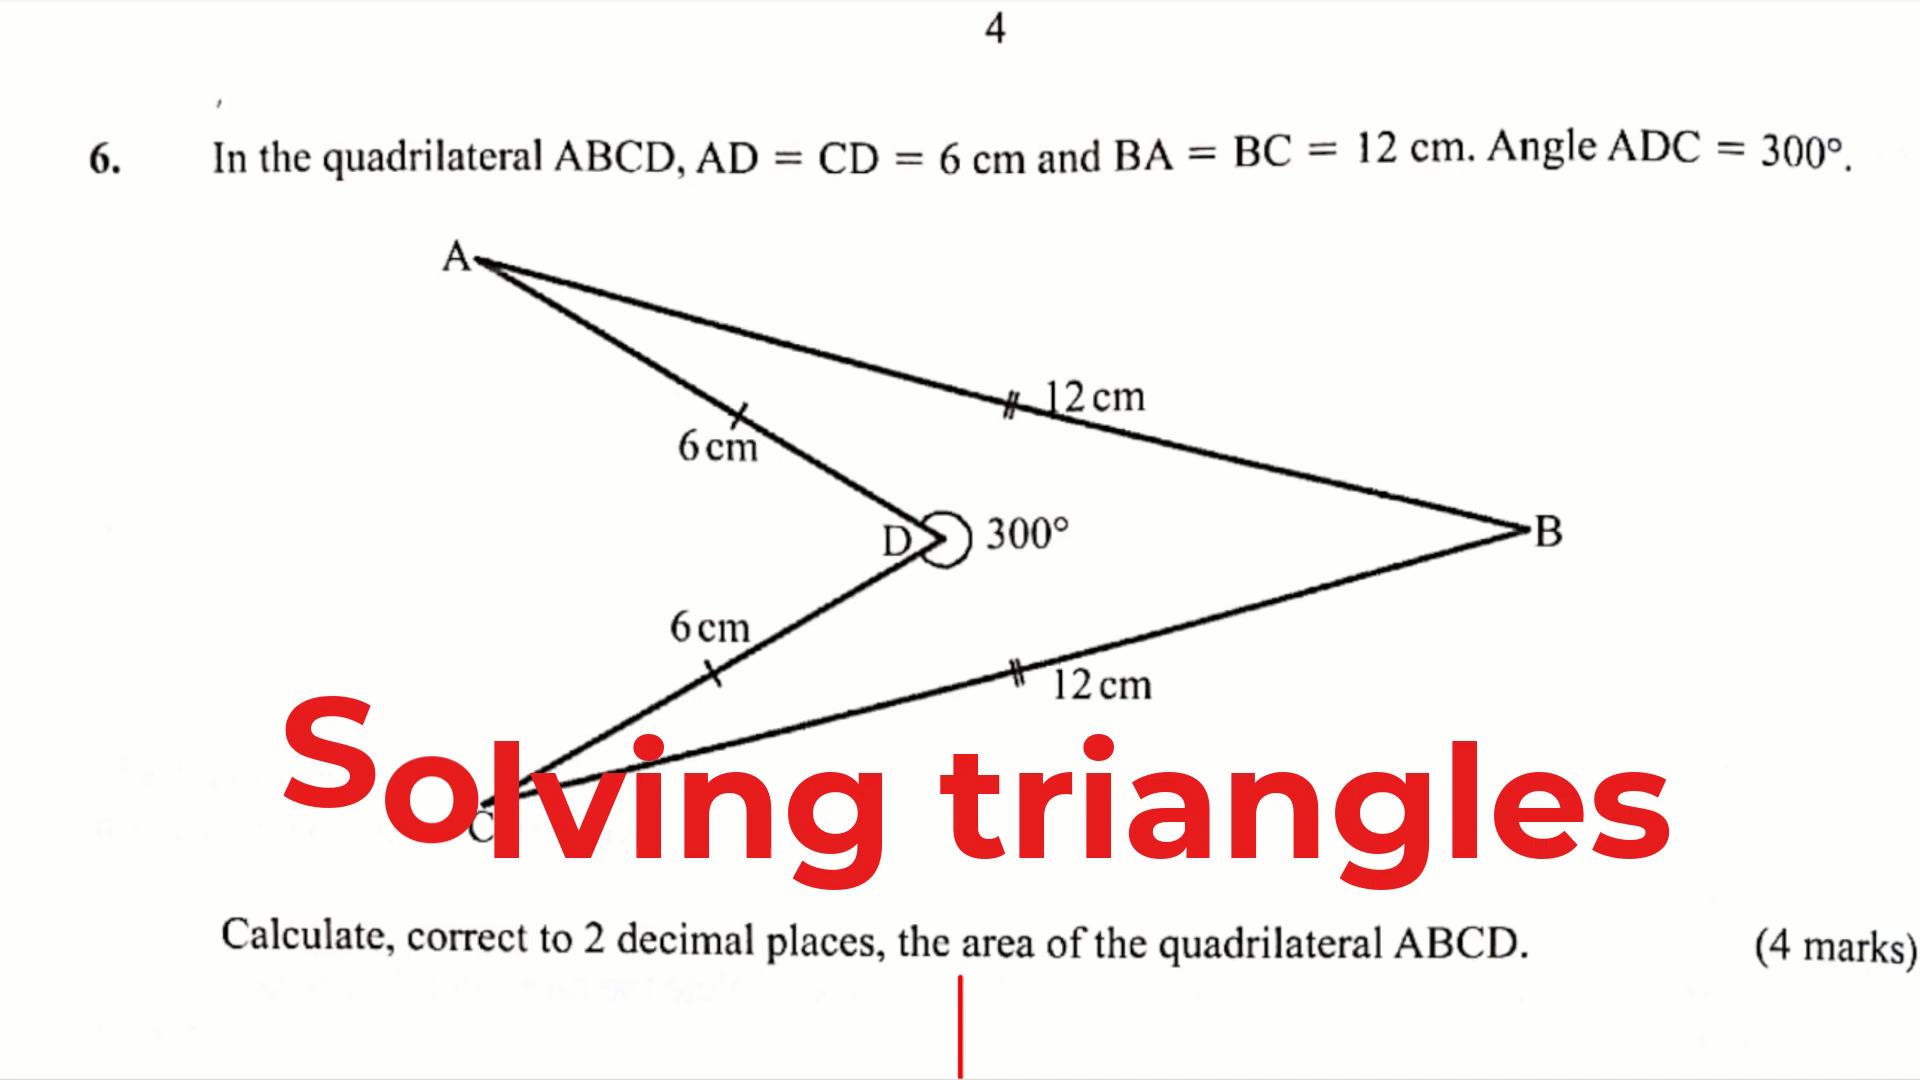 4
6. In the quadrilateral ABCD, AD = CD = 6 cm and BA = BC = 12 cm. Angle ADC = 300°.
A
12 cm
6 cm
D 300° B
6 cm
12 cm
Solving triangles
C
Calculate, correct to 2 decimal places, the area of the quadrilateral ABCD. (4 marks)